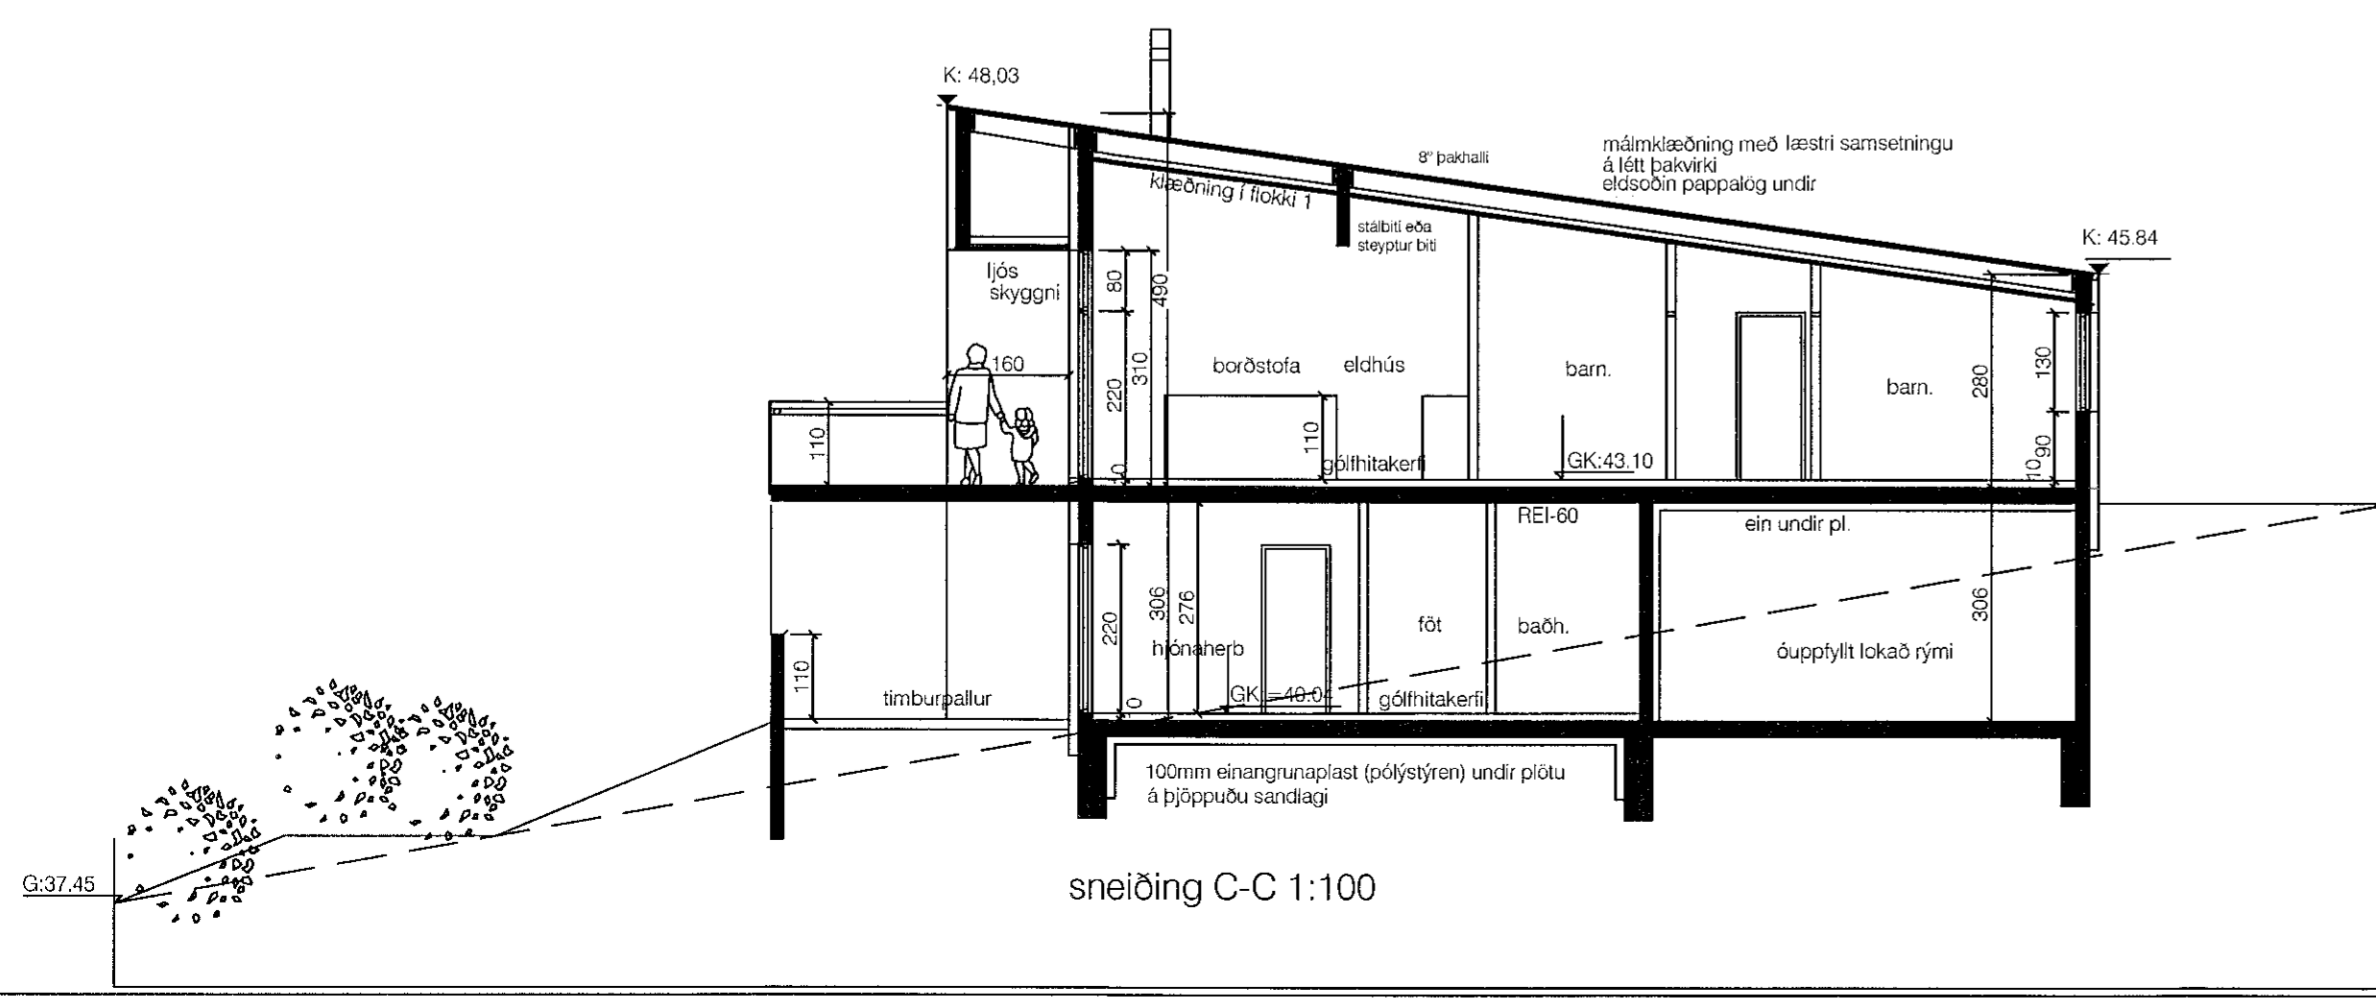 K: 48,03
8° þakhalli
málmklæðning með læstri samsetningu
á létt þakvirki
eldsoðin pappalög undir
klæðning í flokki 1
stálbiti eða
steyptur biti
K: 45.84
ljós
skyggni
80
490
310
160
220
110
10
borðstofa
eldhús
barn.
barn.
110
gólfhitakerfi
GK:43.10
280
130
90
10
REI-60
ein undir pl.
220
306
276
hjónaherb
föt
baðh.
306
óuppfyllt lokað rými
110
timburpallur
GK:=40.04
gólfhitakerfi
100mm einangrunaplast (pólýstýren) undir plötu
á þjöppuðu sandlagi
G:37.45
sneiðing C-C 1:100